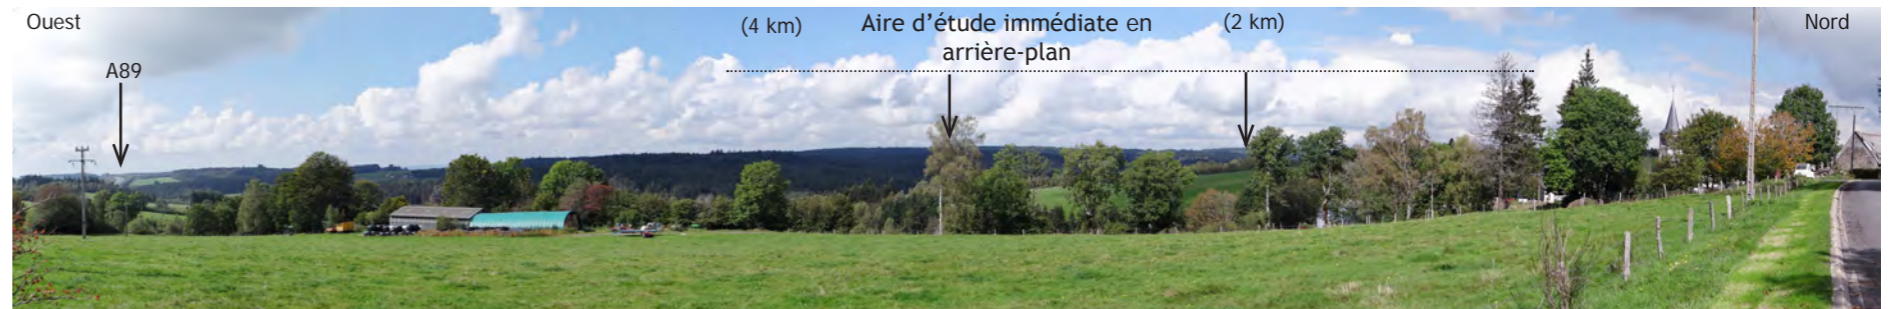 Ouest
(4 km)
Aire d’étude immédiate en
arrière-plan
(2 km)
Nord
A89